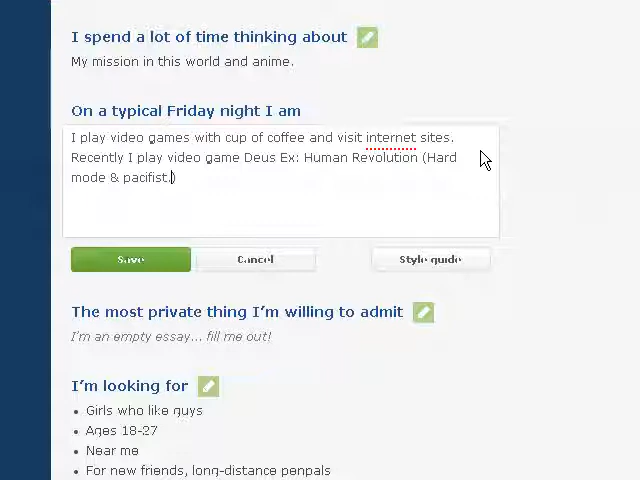 I spend a lot of time thinking about
My mission in this world and anime.
On a typical Friday night I am
I play video games with cup of coffee and visit internet sites.
Recently I play video game Deus Ex: Human Revolution (Hard
mode & pacifist.)
Save Cancel Style guide
The most private thing I'm willing to admit
I'm an empty essay... fill me out!
I'm looking for
• Girls who like guys
• Ages 18-27
• Near me
• For new friends, long-distance penpals